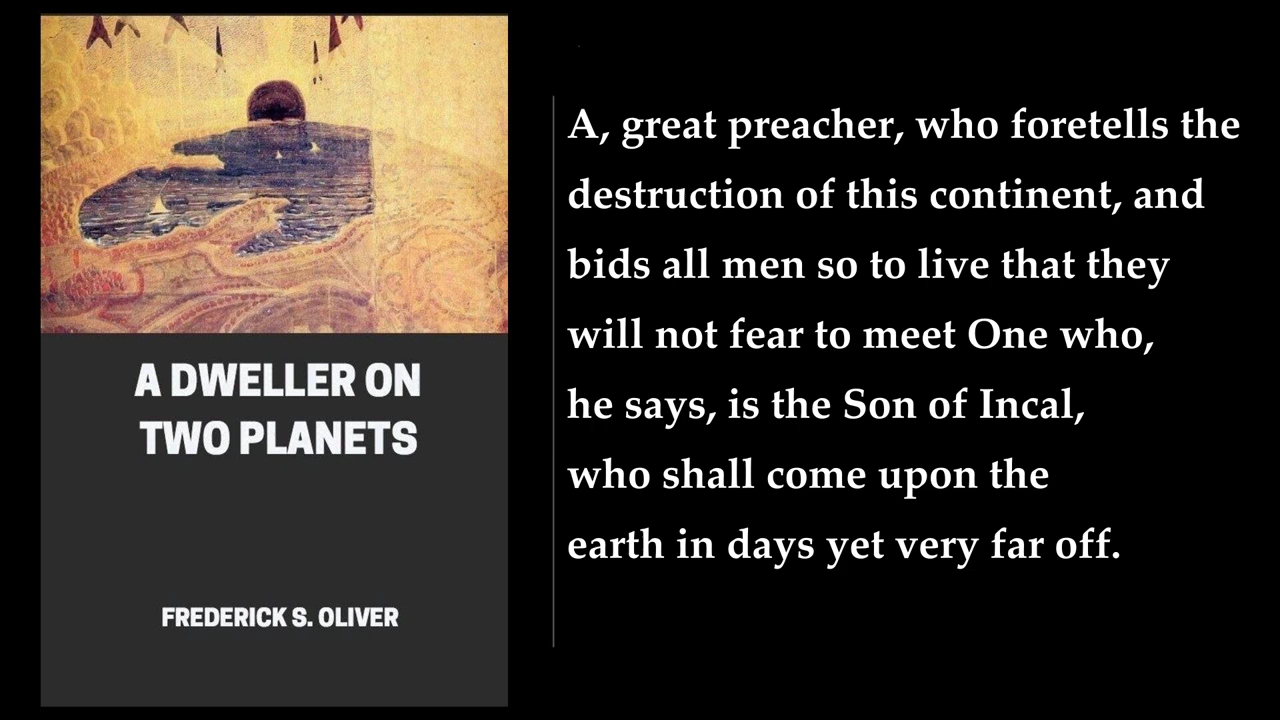 A DWELLER ON
TWO PLANETS
FREDERICK S. OLIVER
A, great preacher, who foretells the
destruction of this continent, and
bids all men so to live that they
will not fear to meet One who,
he says, is the Son of Incal,
who shall come upon the
earth in days yet very far off.